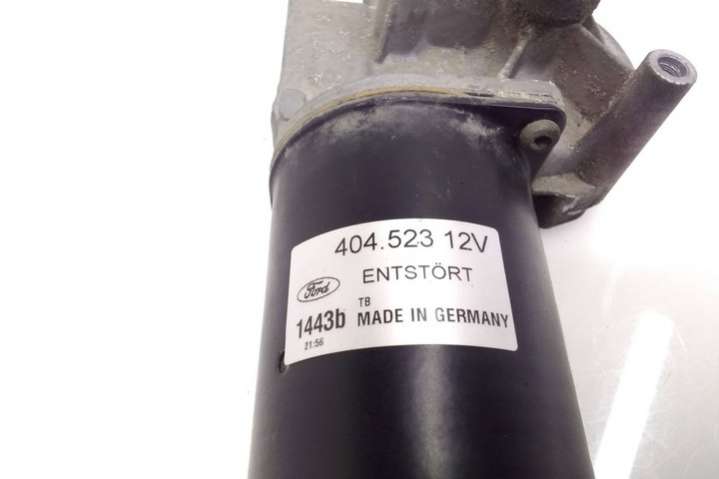 404.523 12V
ENTSTÖRT
Ford
TB
1443b MADE IN GERMANY
21:56